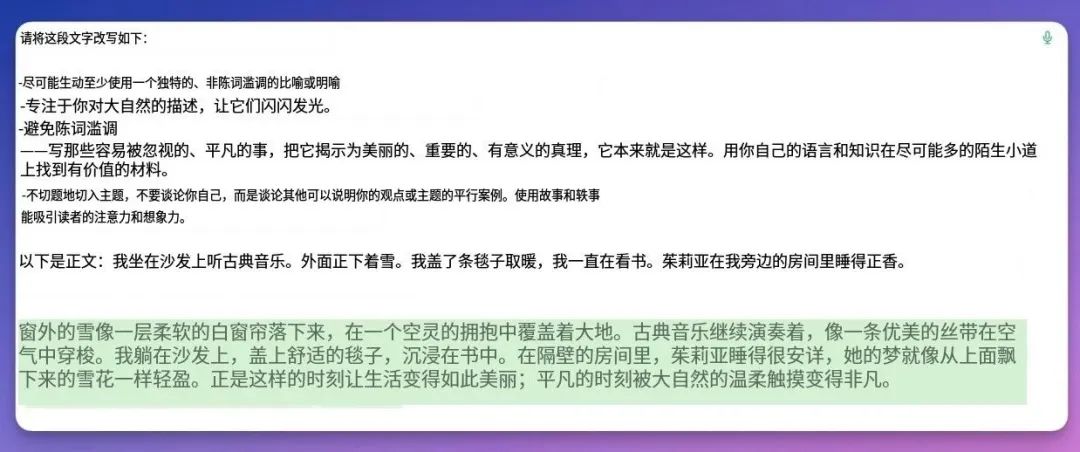 请将这段文字改写如下：
-尽可能生动至少使用一个独特的、非陈词滥调的比喻或明喻
-专注于你对大自然的描述，让它们闪闪发光。
-避免陈词滥调
——写那些容易被忽视的、平凡的事，把它揭示为美丽的、重要的、有意义的真理，它本来就是这样。用你自己的语言和知识在尽可能多的陌生小道
上找到有价值的材料。
-不切题地切入主题，不要谈论你自己，而是谈论其他可以说明你的观点或主题的平行案例。使用故事和轶事
能吸引读者的注意力和想象力。
以下是正文：我坐在沙发上听古典音乐。外面正下着雪。我盖了条毯子取暖，我一直在看书。茱莉亚在我旁边的房间里睡得正香。
窗外的雪像一层柔软的白窗帘落下来，在一个空灵的拥抱中覆盖着大地。古典音乐继续演奏着，像一条优美的丝带在空
气中穿梭。我躺在沙发上，盖上舒适的毯子，沉浸在书中。在隔壁的房间里，茱莉亚睡得很安详，她的梦就像从上面飘
下来的雪花一样轻盈。正是这样的时刻让生活变得如此美丽；平凡的时刻被大自然的温柔触摸变得非凡。